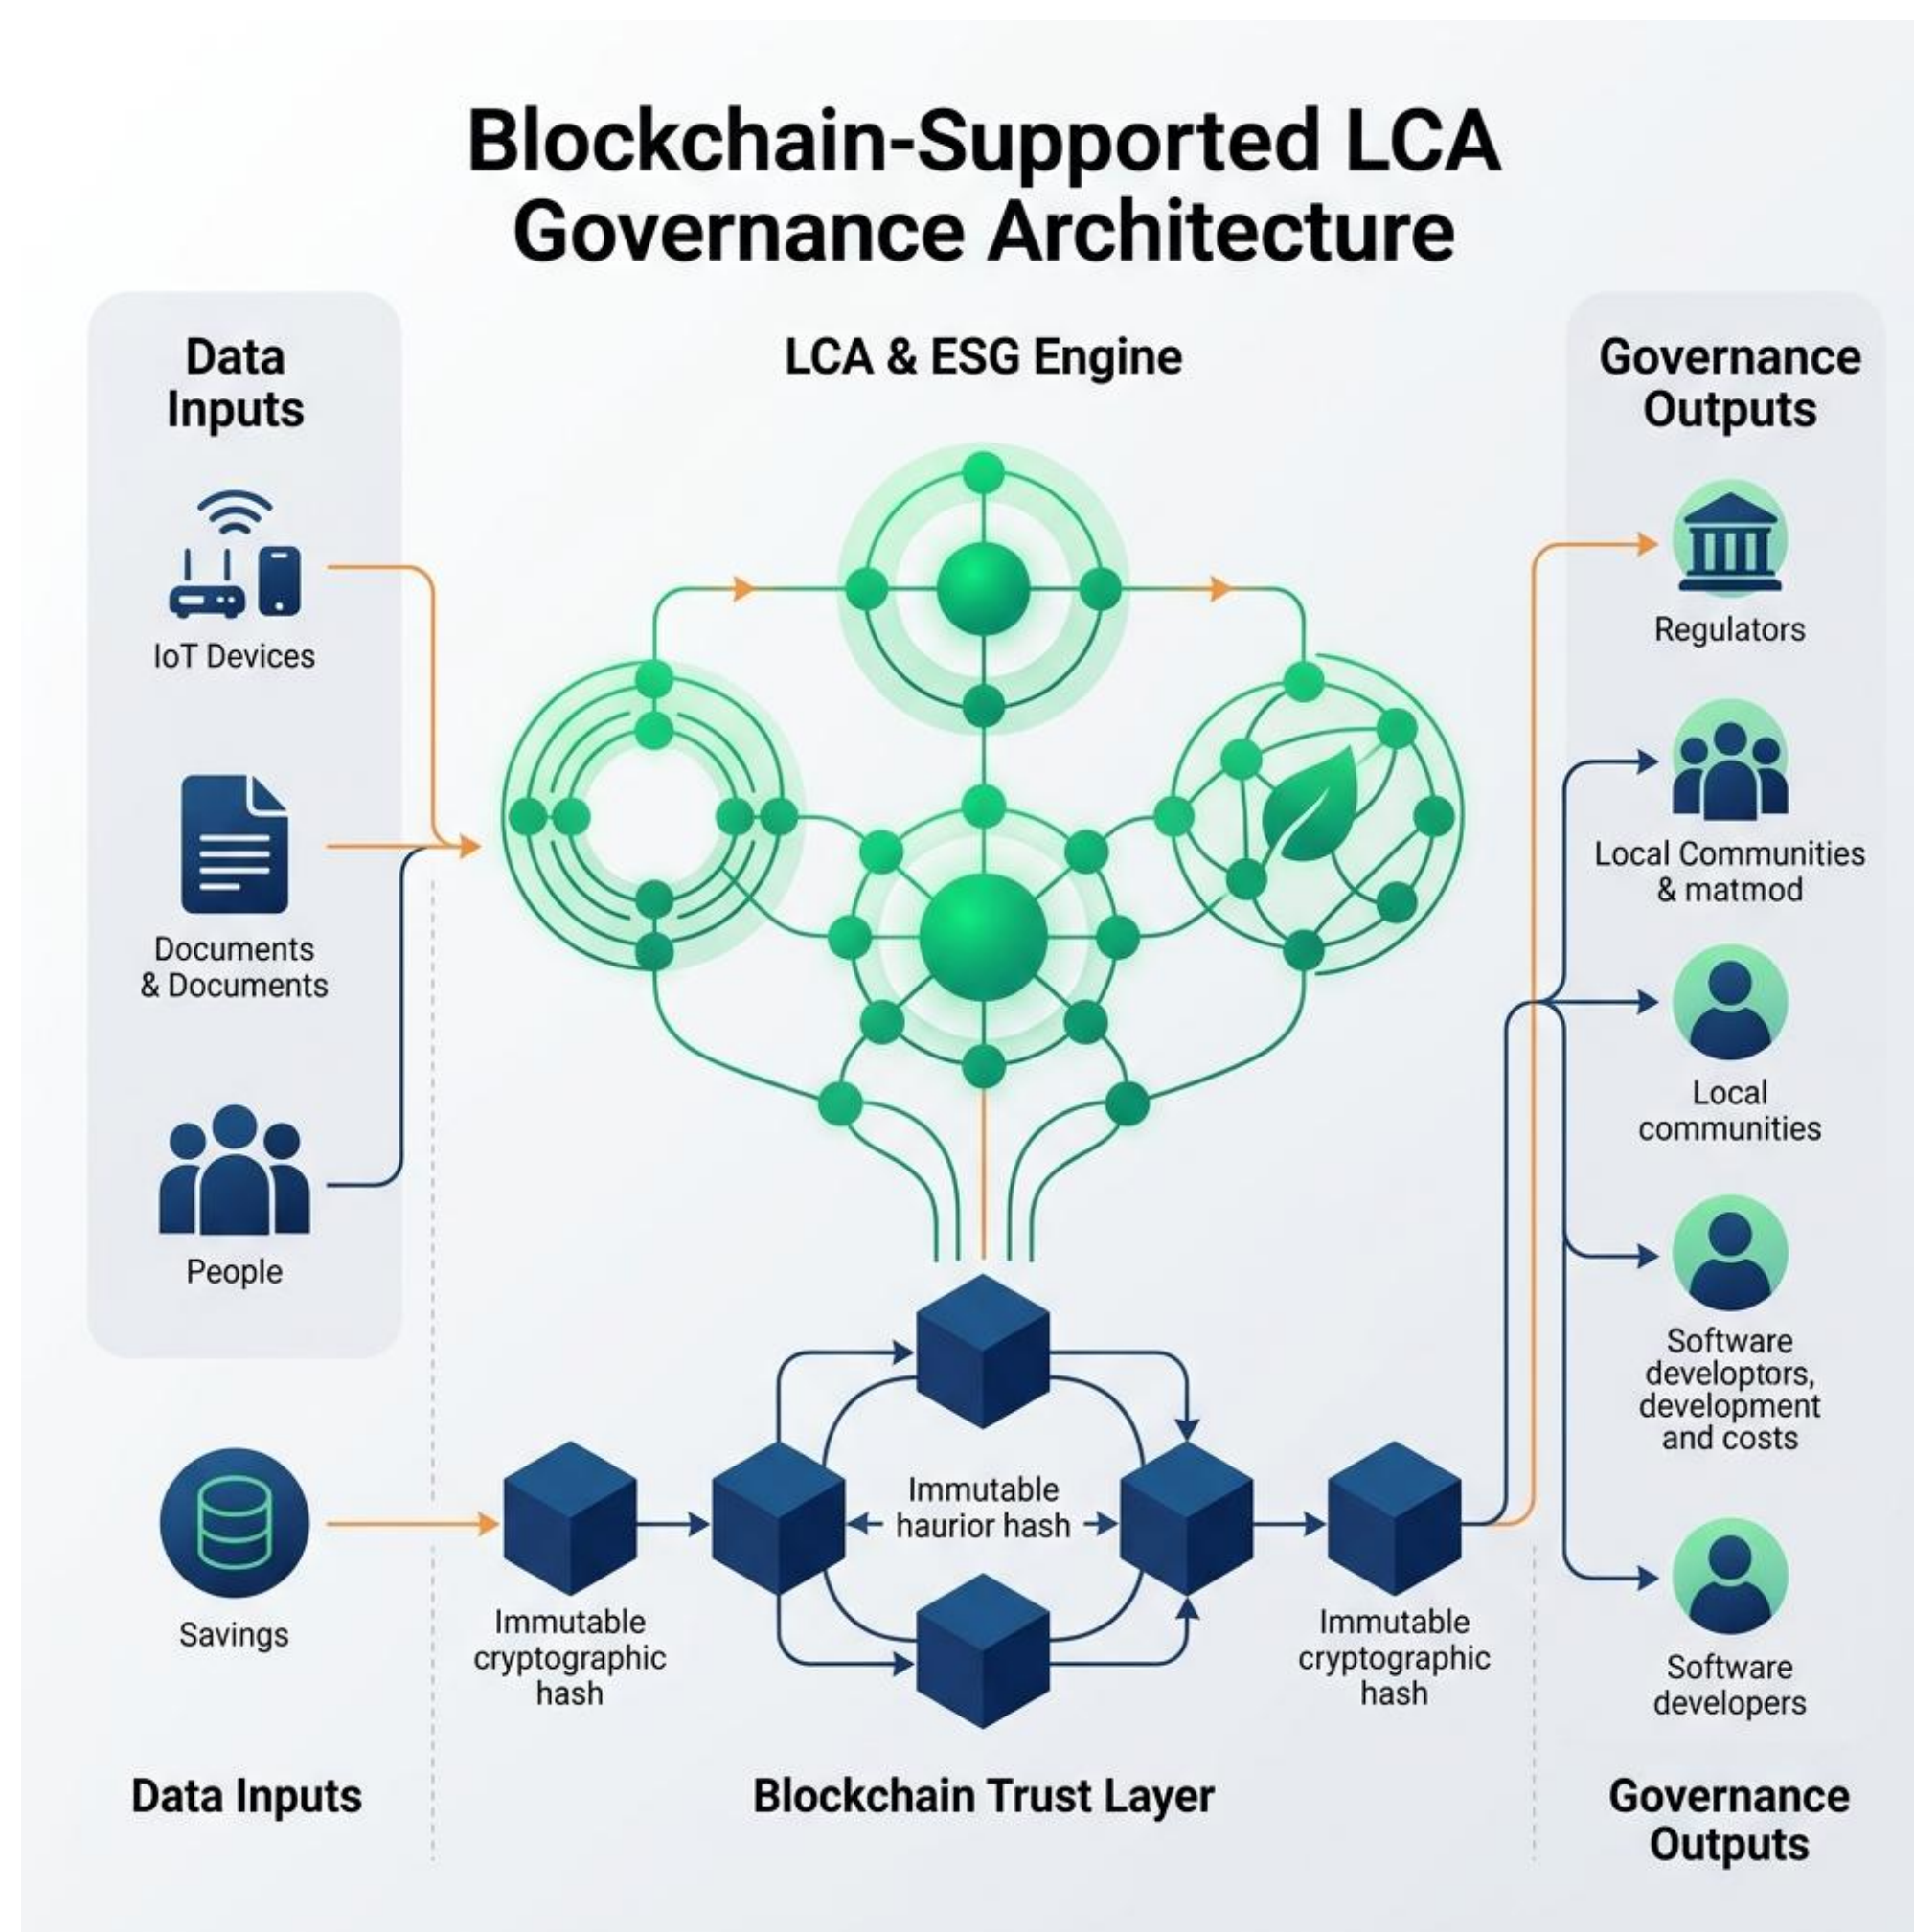 Blockchain-Supported LCA
Governance Architecture
Data
Inputs
IoT Devices
Documents
& Documents
People
Savings
Data Inputs
LCA & ESG Engine
Immutable
cryptographic
hash
Immutable
haurior hash
Immutable
cryptographic
hash
Blockchain Trust Layer
Governance
Outputs
Regulators
Local Communities
& matmod
Local
communities
Software
developtors,
development
and costs
Software
developers
Governance
Outputs